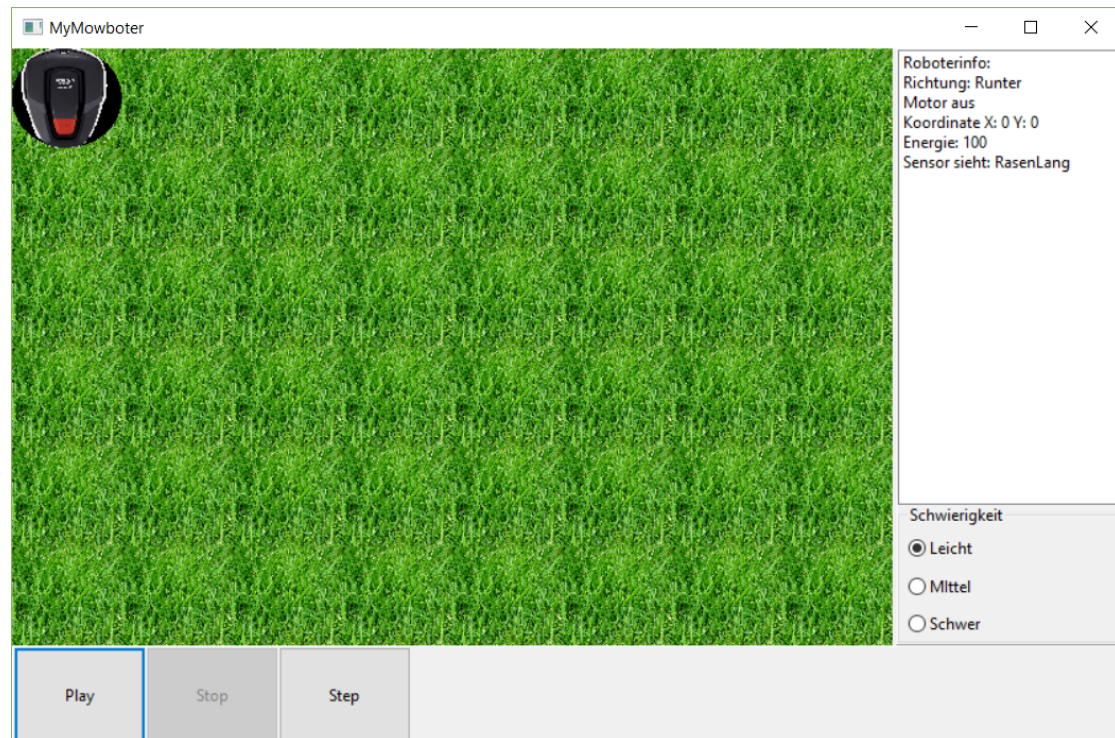 MyMowboter
Roboterinfo:
Richtung: Runter
Motor aus
Koordinate X: 0 Y: 0
Energie: 100
Sensor sieht: RasenLang
Schwierigkeit
Leicht
MIttel
Schwer
Play
Stop
Step